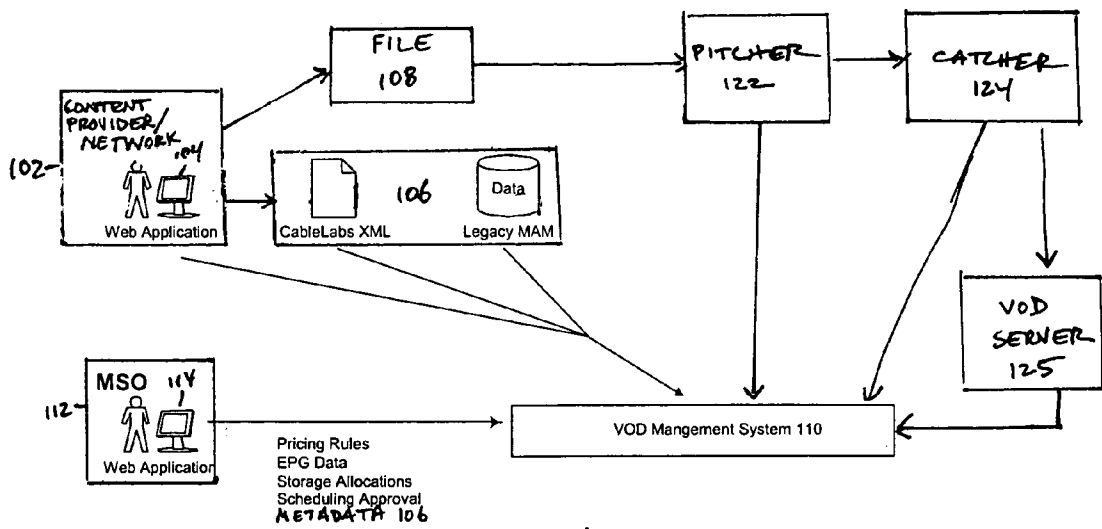 FILE
108
PITCHER
122
CATCHER
124
CONTENT
PROVIDER/
NETWORK
104
102
Web Application
106
Data
CableLabs XML
Legacy MAM
VOD
SERVER
125
MSO
114
112
Web Application
VOD Mangement System 110
Pricing Rules
EPG Data
Storage Allocations
Scheduling Approval
METADATA 106